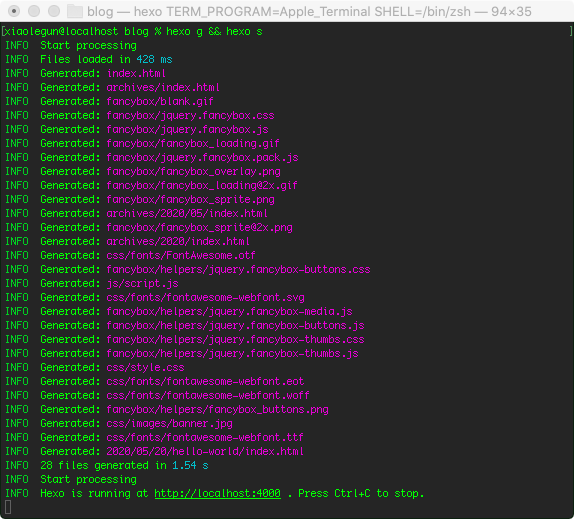 blog — hexo TERM_PROGRAM=Apple_Terminal SHELL=/bin/zsh — 94×35
[xiaolegun@localhost blog % hexo g && hexo s ]
INFO  Start processing
INFO  Files loaded in 428 ms
INFO  Generated: index.html
INFO  Generated: archives/index.html
INFO  Generated: fancybox/blank.gif
INFO  Generated: fancybox/jquery.fancybox.css
INFO  Generated: fancybox/jquery.fancybox.js
INFO  Generated: fancybox/fancybox_loading.gif
INFO  Generated: fancybox/jquery.fancybox.pack.js
INFO  Generated: fancybox/fancybox_overlay.png
INFO  Generated: fancybox/fancybox_loading@2x.gif
INFO  Generated: fancybox/fancybox_sprite.png
INFO  Generated: archives/2020/05/index.html
INFO  Generated: fancybox/fancybox_sprite@2x.png
INFO  Generated: archives/2020/index.html
INFO  Generated: css/fonts/FontAwesome.otf
INFO  Generated: fancybox/helpers/jquery.fancybox-buttons.css
INFO  Generated: js/script.js
INFO  Generated: css/fonts/fontawesome-webfont.svg
INFO  Generated: fancybox/helpers/jquery.fancybox-media.js
INFO  Generated: fancybox/helpers/jquery.fancybox-buttons.js
INFO  Generated: fancybox/helpers/jquery.fancybox-thumbs.css
INFO  Generated: fancybox/helpers/jquery.fancybox-thumbs.js
INFO  Generated: css/style.css
INFO  Generated: css/fonts/fontawesome-webfont.eot
INFO  Generated: css/fonts/fontawesome-webfont.woff
INFO  Generated: fancybox/helpers/fancybox_buttons.png
INFO  Generated: css/images/banner.jpg
INFO  Generated: css/fonts/fontawesome-webfont.ttf
INFO  Generated: 2020/05/20/hello-world/index.html
INFO  28 files generated in 1.54 s
INFO  Start processing
INFO  Hexo is running at http://localhost:4000 . Press Ctrl+C to stop.